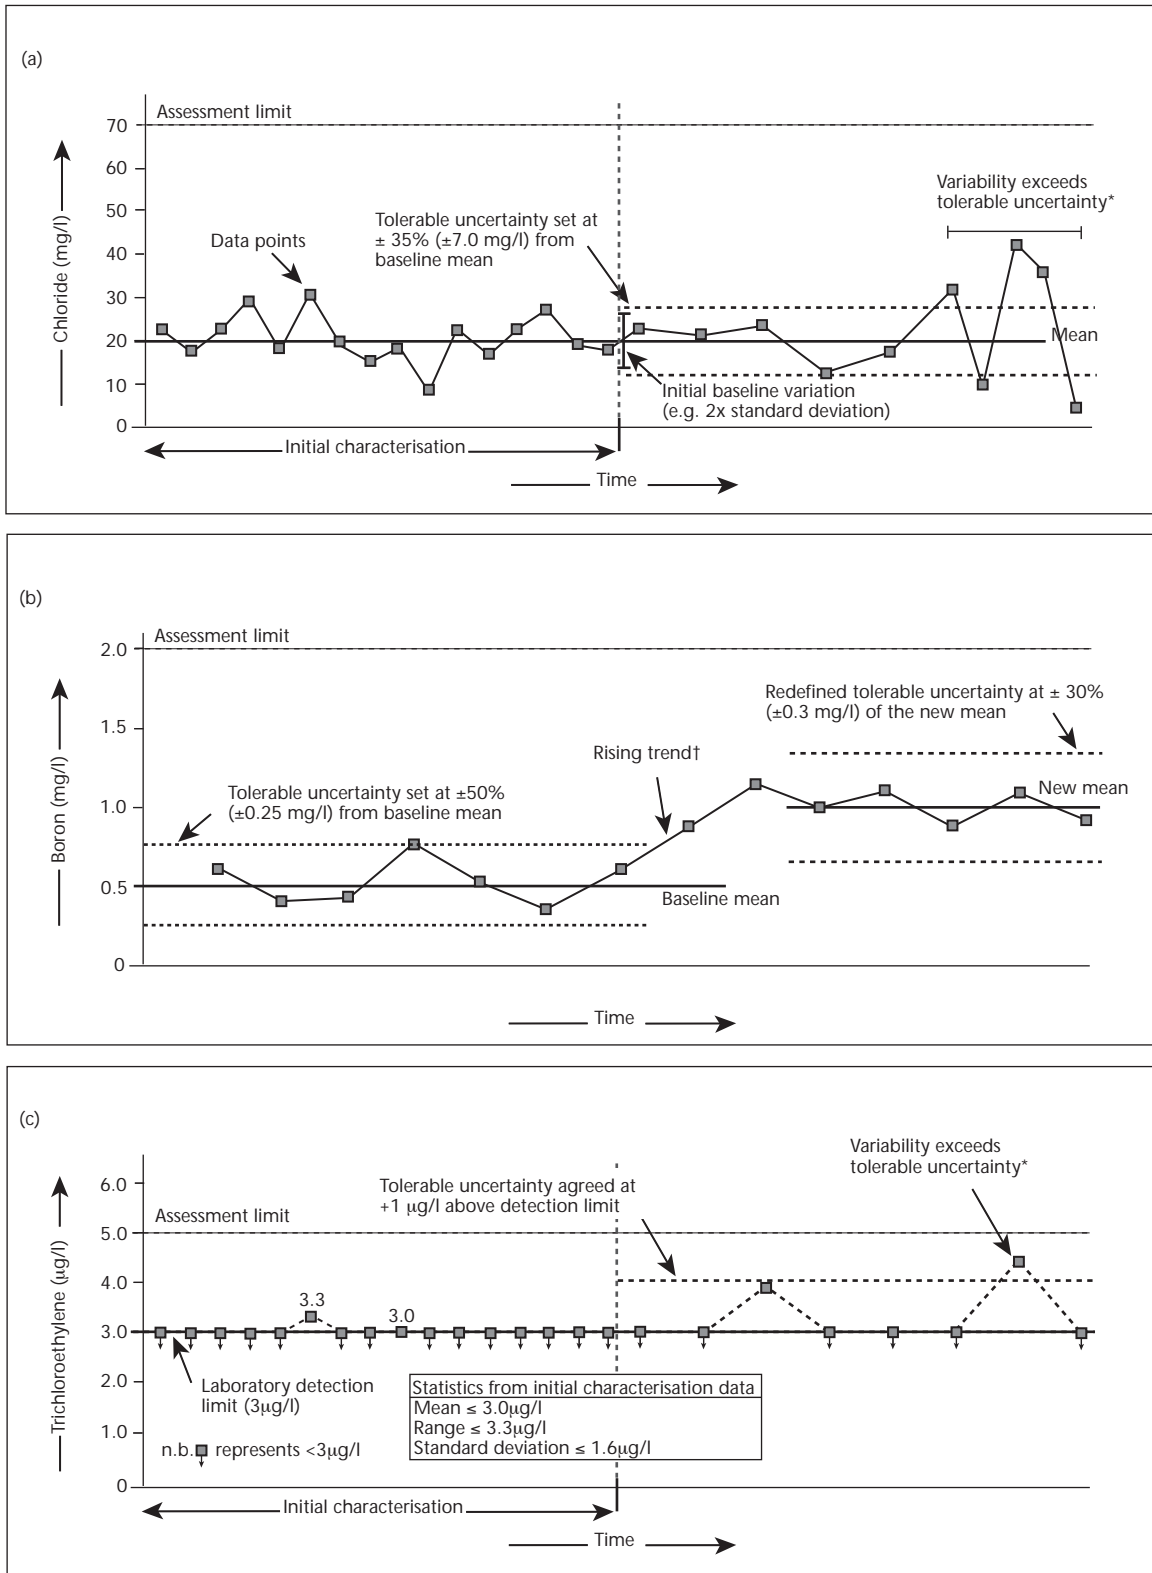 (a)
Assessment limit
70
60
50
40
30
20
10
0
Chloride (mg/l)
Data points
Tolerable uncertainty set at
± 35% (±7.0 mg/l) from
baseline mean
Variability exceeds
tolerable uncertainty*
Mean
Initial baseline variation
(e.g. 2x standard deviation)
Initial characterisation
Time
(b)
Assessment limit
2.0
1.5
1.0
0.5
0
Boron (mg/l)
Redefined tolerable uncertainty at ± 30%
(±0.3 mg/l) of the new mean
Rising trend†
Tolerable uncertainty set at ±50%
(±0.25 mg/l) from baseline mean
New mean
Baseline mean
Time
(c)
Variability exceeds
tolerable uncertainty*
Tolerable uncertainty agreed at
+1 µg/l above detection limit
Assessment limit
6.0
5.0
4.0
3.0
2.0
1.0
0
Trichloroethylene (µg/l)
3.3
3.0
Laboratory detection
limit (3µg/l)
n.b. represents <3µg/l
Statistics from initial characterisation data
Mean ≤ 3.0µg/l
Range ≤ 3.3µg/l
Standard deviation ≤ 1.6µg/l
Initial characterisation
Time